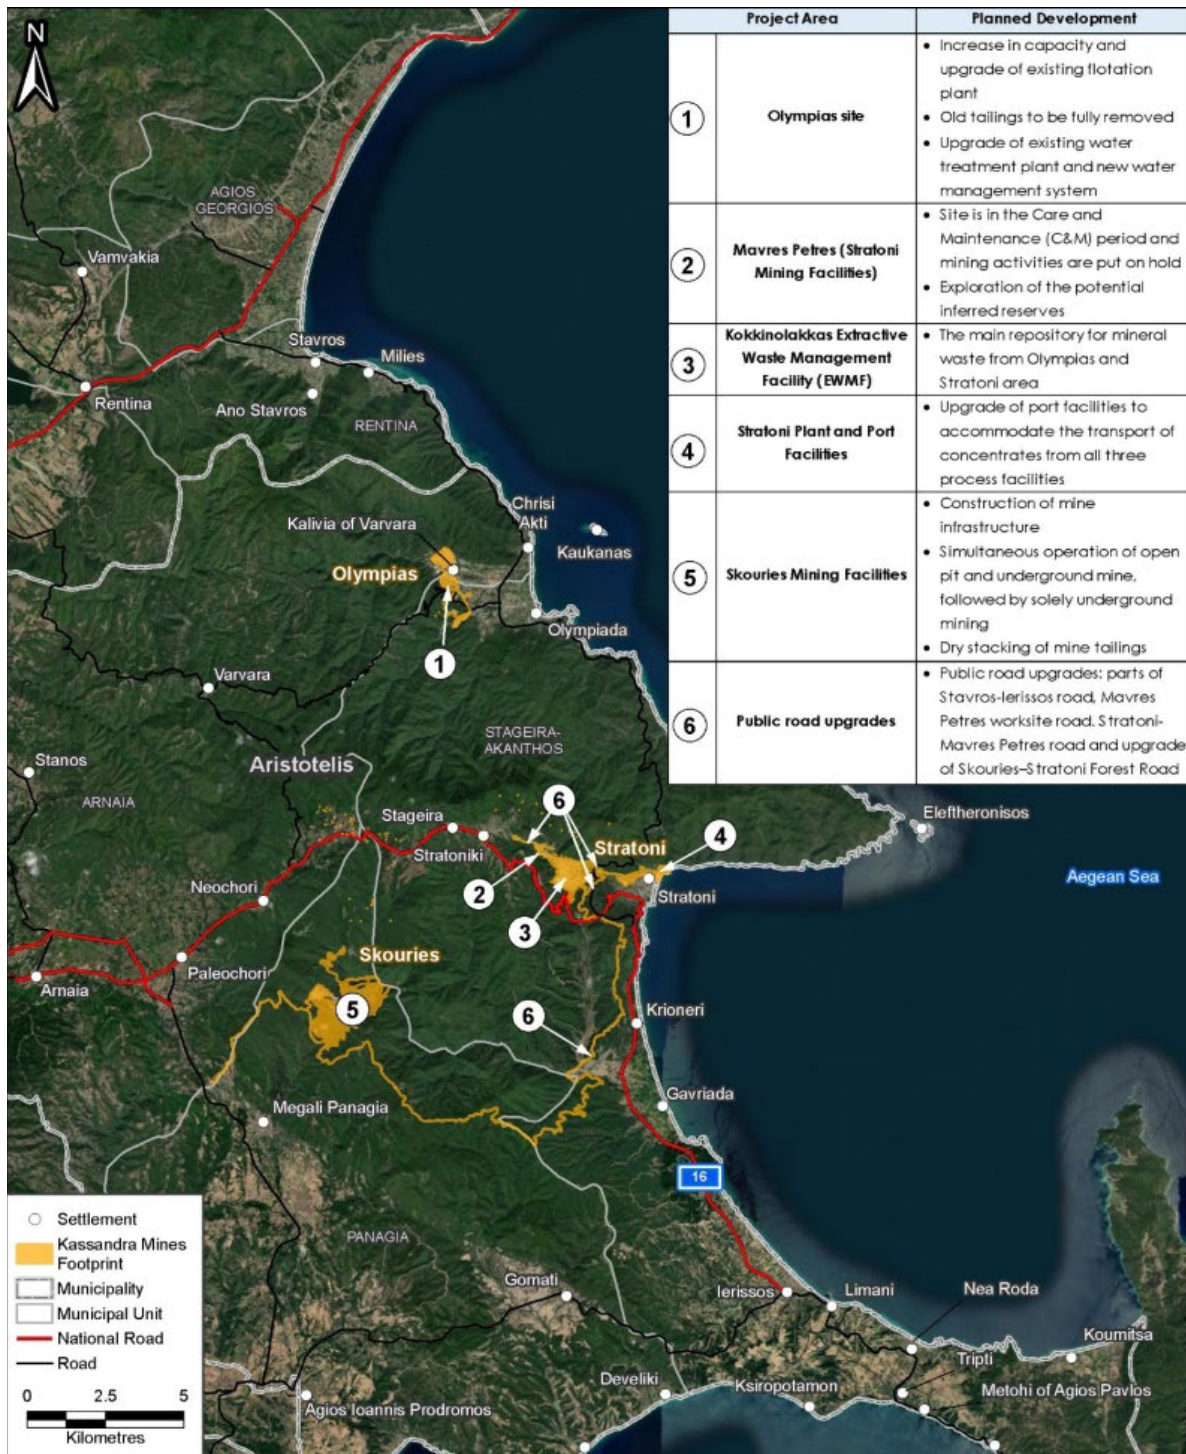 N
Project Area
Planned Development
1
Olympias site
• Increase in capacity and
upgrade of existing flotation
plant
• Old tailings to be fully removed
• Upgrade of existing water
treatment plant and new water
management system
2
Mavres Petres (Stratoni
Mining Facilities)
• Site is in the Care and
Maintenance (C&M) period and
mining activities are put on hold
• Exploration of the potential
inferred reserves
3
Kokkinolakkas Extractive
Waste Management
Facility (EWMF)
• The main repository for mineral
waste from Olympias and
Stratoni area
4
Stratoni Plant and Port
Facilities
• Upgrade of port facilities to
accommodate the transport of
concentrates from all three
process facilities
5
Skouries Mining Facilities
• Construction of mine
infrastructure
• Simultaneous operation of open
pit and underground mine,
followed by solely underground
mining
• Dry stacking of mine tailings
6
Public road upgrades
• Public road upgrades: parts of
Stavros-Ierissos road, Mavres
Petres worksite road. Stratoni-
Mavres Petres road and upgrade
of Skouries–Stratoni Forest Road
AGIOS
GEORGIOS
Vamvakia
Stavros
Milies
Rentina
Ano Stavros
RENTINA
Chrisi
Akti
Kalivia of Varvara
Kaukanas
Olympias
Olympiada
1
Varvara
STAGEIRA-
AKANTHOS
Stanos
Aristotelis
ARNAIA
6
Stageira
Eleftheronisos
Stratoni
4
Stratoniki
Aegean Sea
2
Neochori
Stratoni
3
Skouries
Paleochori
Arnaia
5
6
Krioneri
Gavriada
Megali Panagia
16
PANAGIA
Gomati
Ierissos
Limani
Nea Roda
Koumitsa
Tripti
Develiki
Ksiropotamon
Metohi of Agios Pavlos
Agios Ioannis Prodromos
Settlement
Kassandra Mines
Footprint
Municipality
Municipal Unit
National Road
Road
0 2.5 5
Kilometres